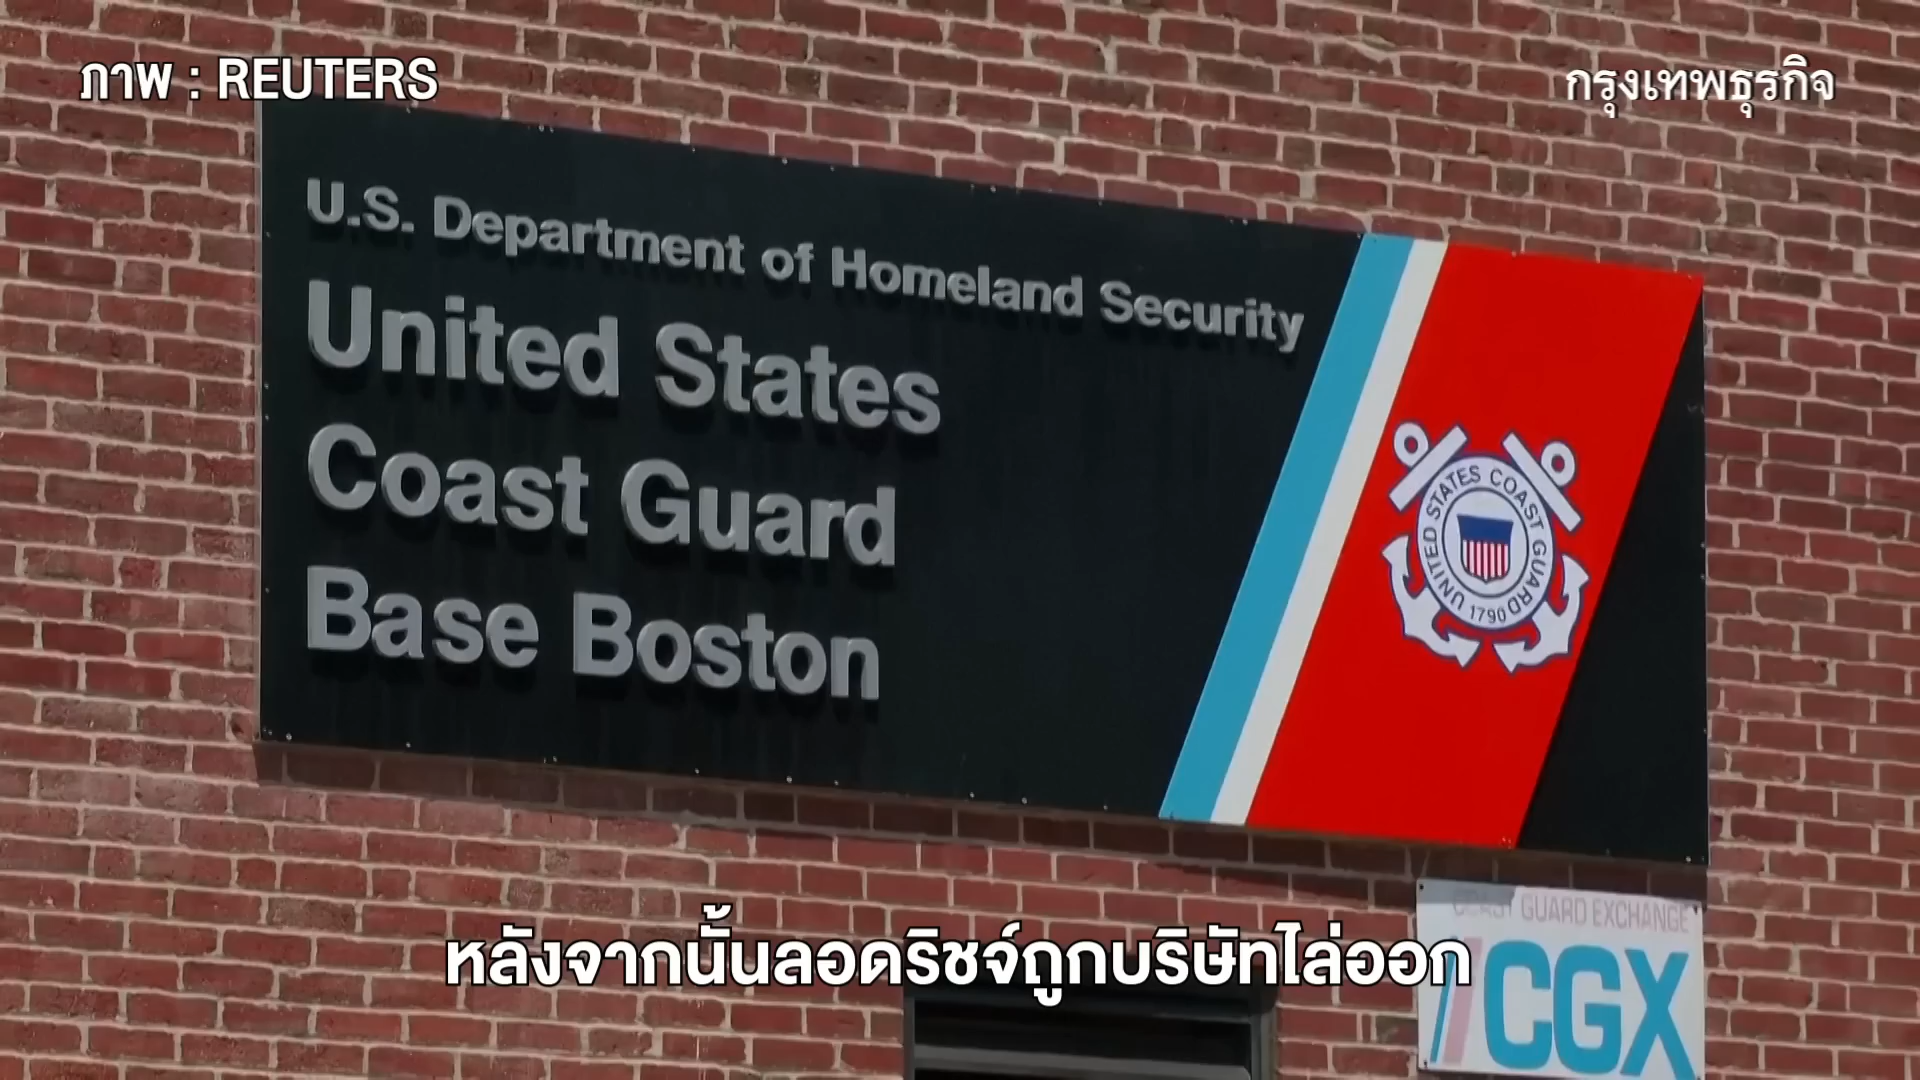 ภาพ : REUTERS
กรุงเทพธุรกิจ
U.S. Department of Homeland Security
United States
Coast Guard
Base Boston
UNITED STATES COAST GUARD
1790
COAST GUARD EXCHANGE
CGX
หลังจากนั้นลอดริชจ์ถูกบริษัทไล่ออก